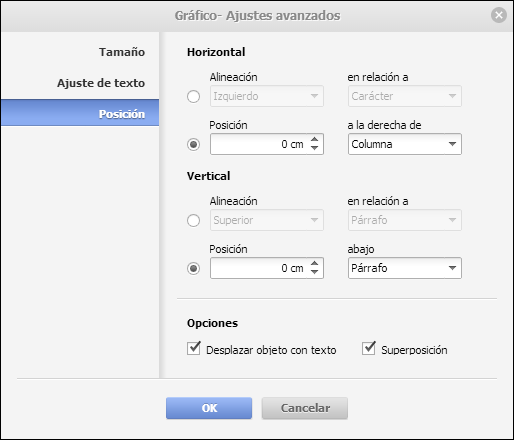 Gráfico- Ajustes avanzados
Tamaño
Ajuste de texto
Posición
Horizontal
Alineación en relación a
Izquierdo Carácter
Posición a la derecha de
0 cm Columna
Vertical
Alineación en relación a
Superior Párrafo
Posición abajo
0 cm Párrafo
Opciones
Desplazar objeto con texto Superposición
OK Cancelar